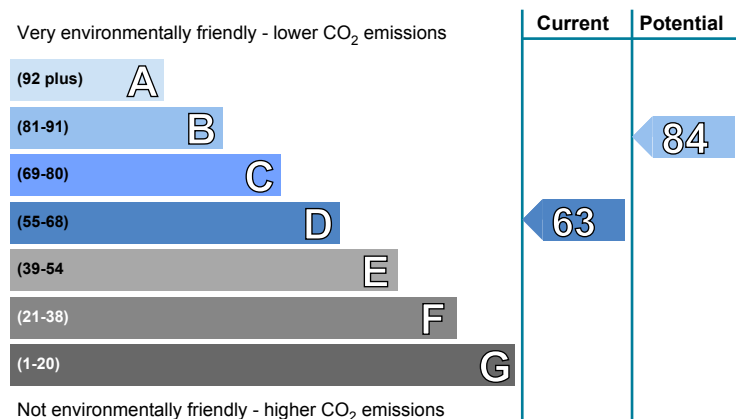 Current Potential
Very environmentally friendly - lower CO₂ emissions
(92 plus) A
(81-91) B
84
(69-80) C
(55-68) D
63
(39-54 E
(21-38) F
(1-20) G
Not environmentally friendly - higher CO₂ emissions